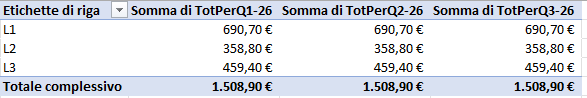 Etichette di riga Somma di TotPerQ1-26 Somma di TotPerQ2-26 Somma di TotPerQ3-26
L1 690,70 € 690,70 € 690,70 €
L2 358,80 € 358,80 € 358,80 €
L3 459,40 € 459,40 € 459,40 €
Totale complessivo 1.508,90 € 1.508,90 € 1.508,90 €